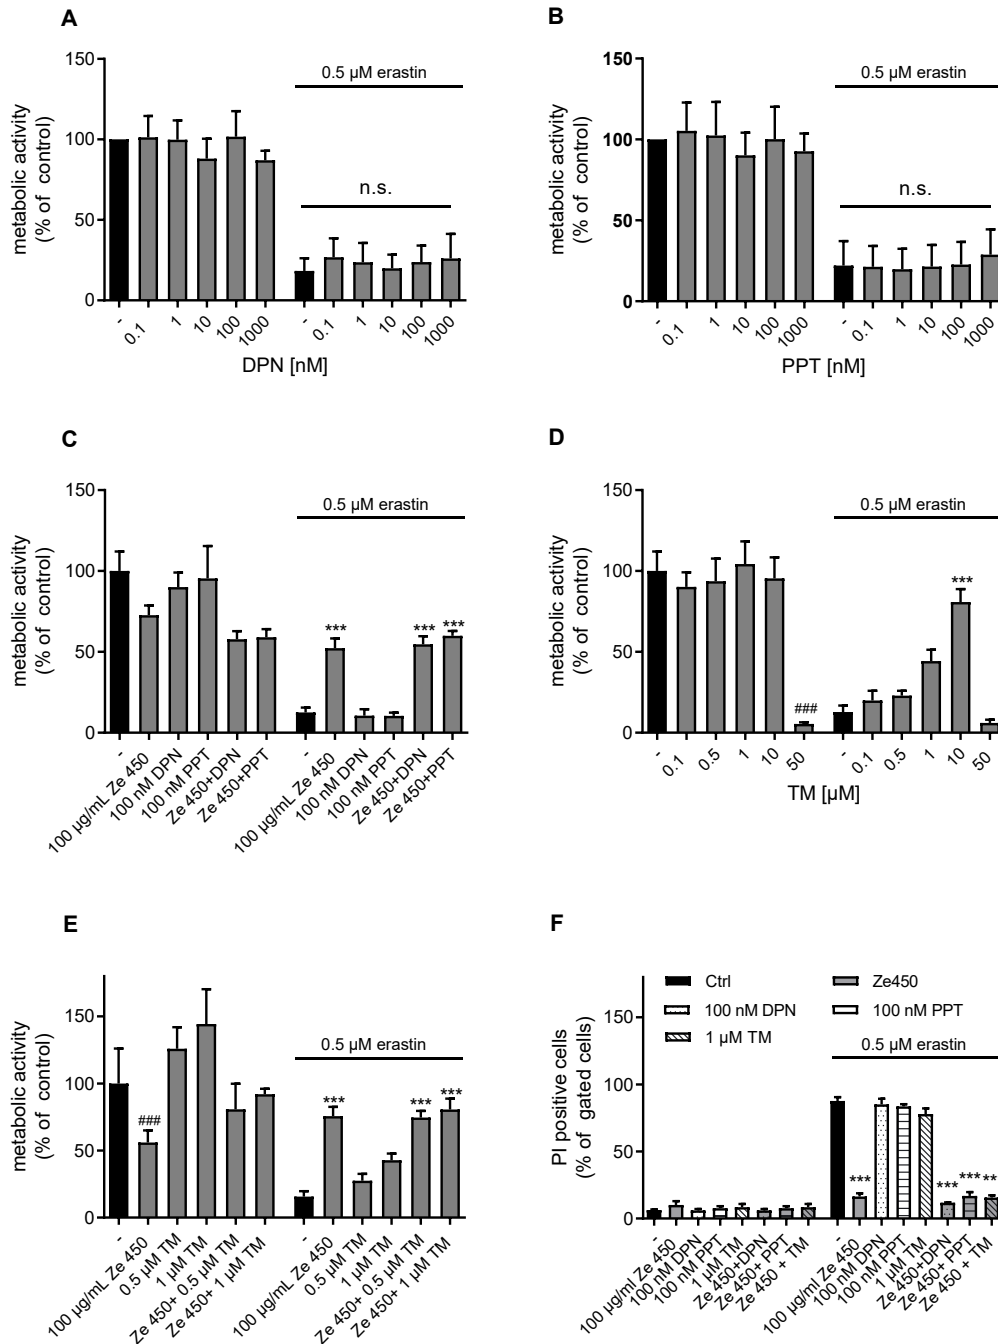 A
metabolic activity
(% of control)
150
100
50
0
0.5 µM erastin
n.s.
- 0.1 1 10 100 1000 - 0.1 1 10 100 1000
DPN [nM]
B
metabolic activity
(% of control)
150
100
50
0
0.5 µM erastin
n.s.
- 0.1 1 10 100 1000 - 0.1 1 10 100 1000
PPT [nM]
C
metabolic activity
(% of control)
150
100
50
0
0.5 µM erastin
*** *** ***
-
100 µg/mL Ze 450
100 nM DPN
100 nM PPT
Ze 450+DPN
Ze 450+PPT
-
100 µg/mL Ze 450
100 nM DPN
100 nM PPT
Ze 450+DPN
Ze 450+PPT
D
metabolic activity
(% of control)
150
100
50
0
0.5 µM erastin
###
***
- 0.1 0.5 1 10 50 - 0.1 0.5 1 10 50
TM [µM]
E
metabolic activity
(% of control)
150
100
50
0
0.5 µM erastin
###
*** *** ***
-
100 µg/mL Ze 450
0.5 µM TM
1 µM TM
Ze 450+ 0.5 µM TM
Ze 450+ 1 µM TM
-
100 µg/mL Ze 450
0.5 µM TM
1 µM TM
Ze 450+ 0.5 µM TM
Ze 450+ 1 µM TM
F
PI positive cells
(% of gated cells)
150
100
50
0
Ctrl
Ze450
100 nM DPN
100 nM PPT
1 µM TM
0.5 µM erastin
*** *** *** **
-
100 µg/ml Ze 450
100 nM DPN
100 nM PPT
1 µM TM
Ze 450+DPN
Ze 450+ PPT
Ze 450 + TM
-
100 µg/ml Ze 450
100 nM DPN
100 nM PPT
1 µM TM
Ze 450+DPN
Ze 450+ PPT
Ze 450 + TM